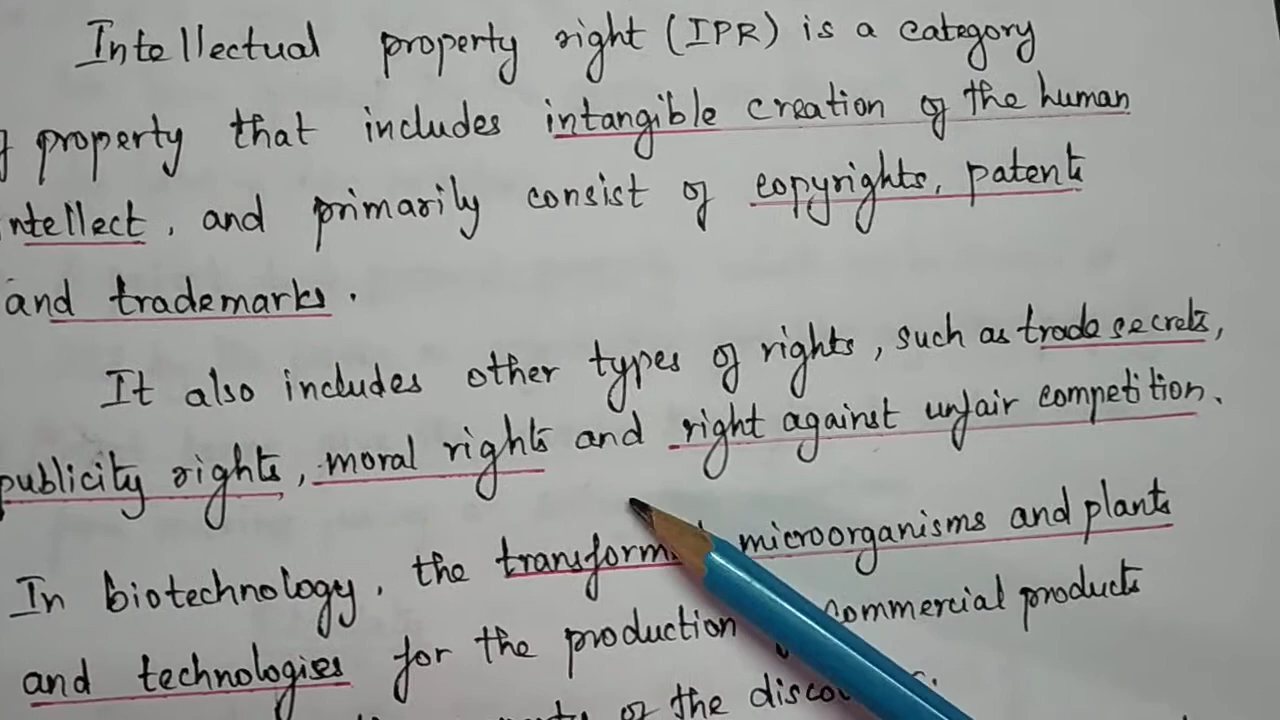 Intellectual property right (IPR) is a category
property that includes intangible creation of the human
ntellect, and primarily consist of copyrights, patents
and trademarks.
It also includes other types of rights, such as trade secrets,
publicity rights, moral rights and right against unfair competition.
In biotechnology, the transform microorganisms and plants
and technologies for the production commercial products
of the